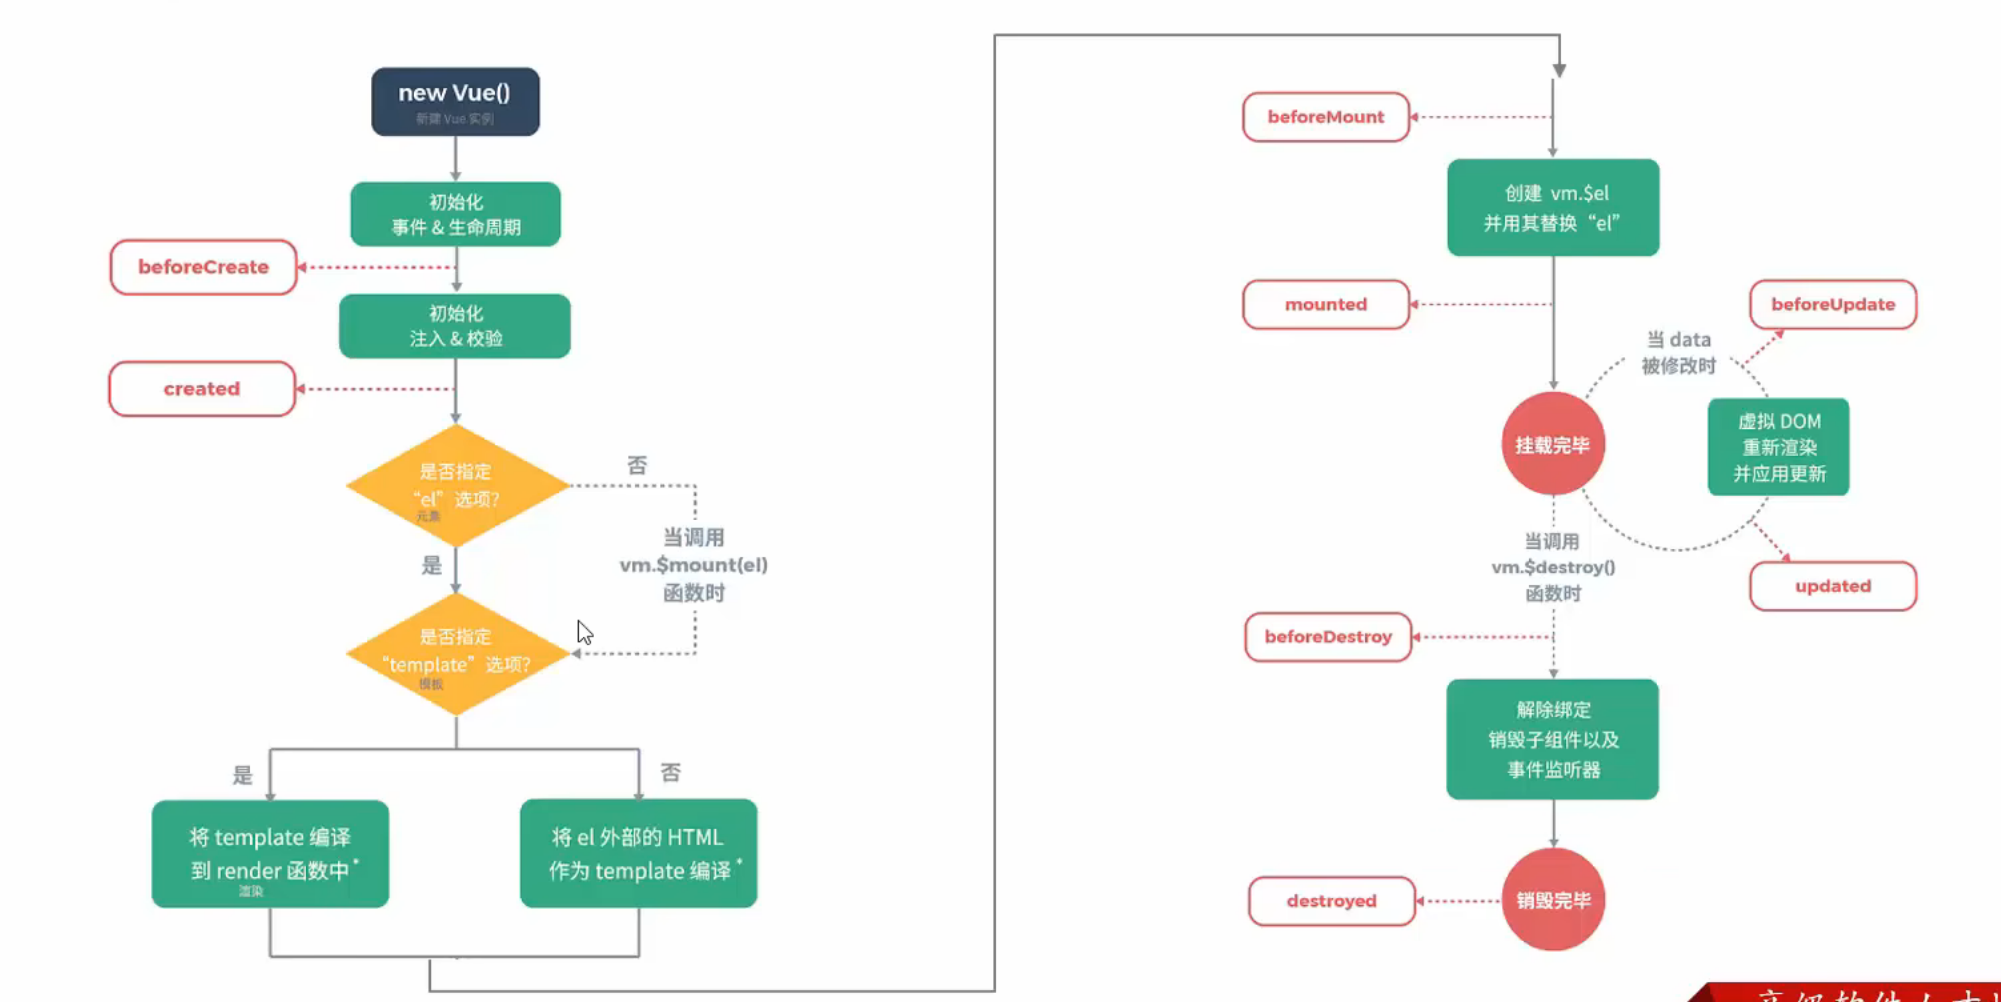 new Vue()
新建 Vue 实例
初始化
事件 & 生命周期
beforeCreate
初始化
注入 & 校验
created
是否指定
“el”选项?
元素
否
当调用
vm.$mount(el)
函数时
是
是否指定
“template”选项?
模板
是
否
将 template 编译
到 render 函数中*
渲染
将 el 外部的 HTML
作为 template 编译*
beforeMount
创建 vm.$el
并用其替换“el”
mounted
beforeUpdate
当 data
被修改时
挂载完毕
虚拟 DOM
重新渲染
并应用更新
当调用
vm.$destroy()
函数时
updated
beforeDestroy
解除绑定
销毁子组件以及
事件监听器
destroyed
销毁完毕